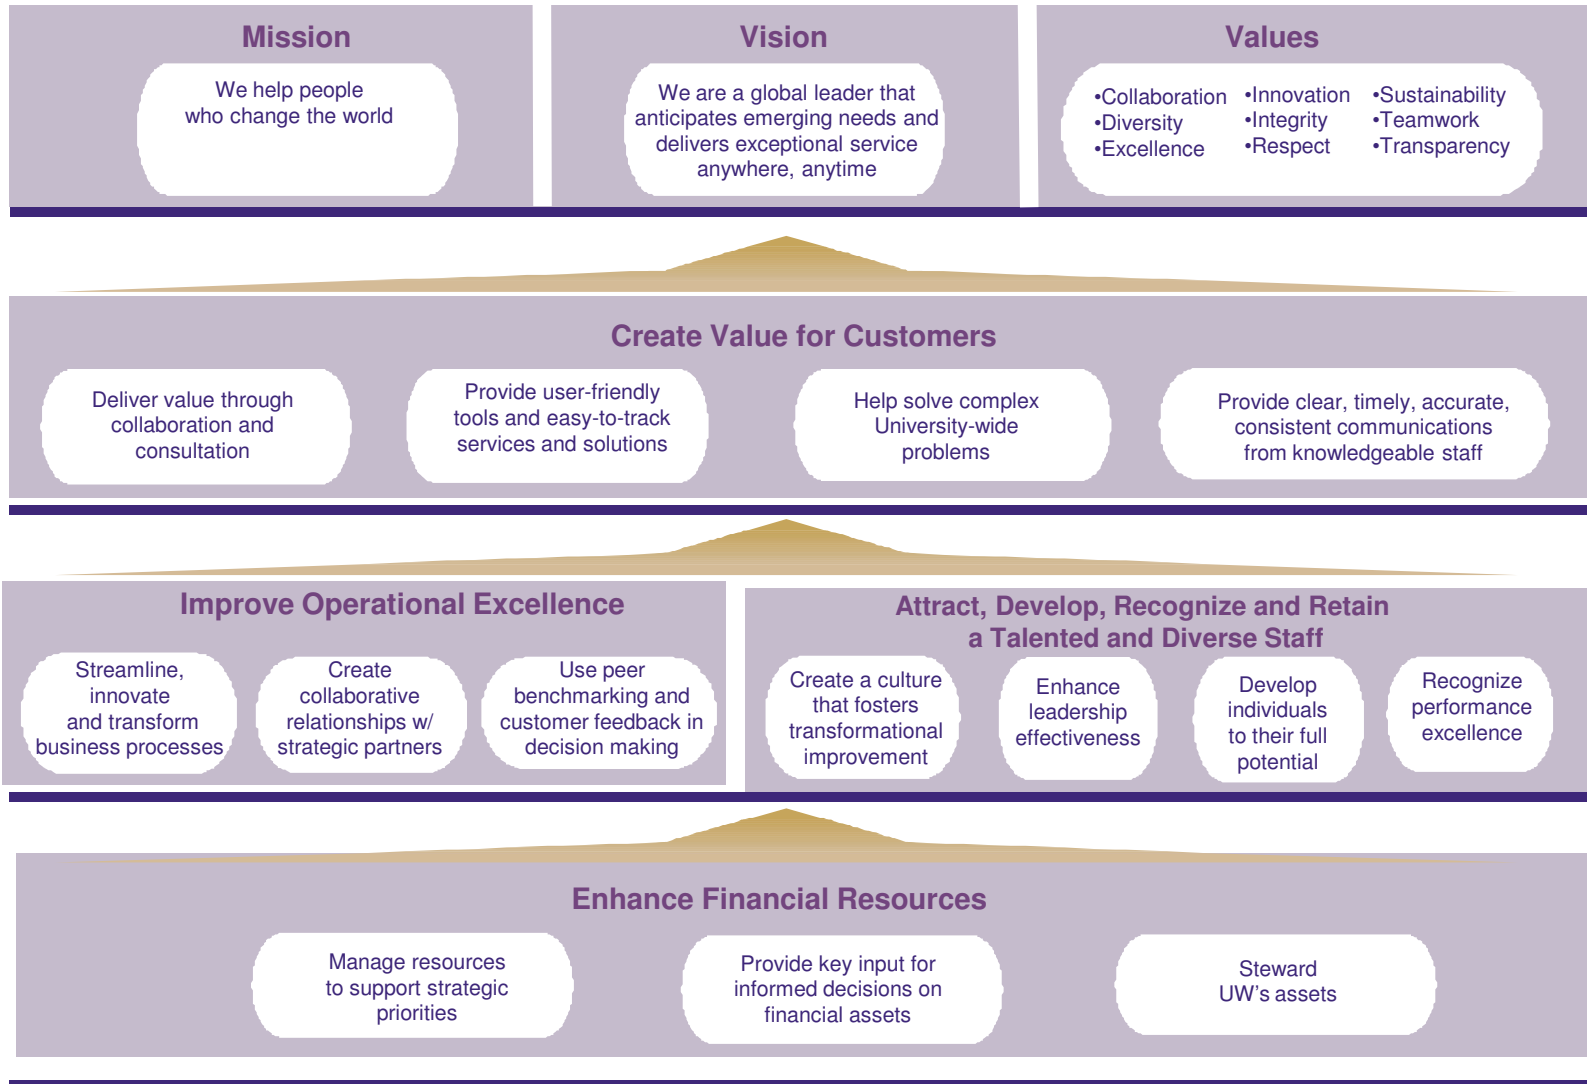 Mission
We help people
who change the world
Vision
We are a global leader that
anticipates emerging needs and
delivers exceptional service
anywhere, anytime
Values
•Collaboration
•Diversity
•Excellence
•Innovation
•Integrity
•Respect
•Sustainability
•Teamwork
•Transparency
Create Value for Customers
Deliver value through
collaboration and
consultation
Provide user-friendly
tools and easy-to-track
services and solutions
Help solve complex
University-wide
problems
Provide clear, timely, accurate,
consistent communications
from knowledgeable staff
Improve Operational Excellence
Streamline,
innovate
and transform
business processes
Create
collaborative
relationships w/
strategic partners
Use peer
benchmarking and
customer feedback in
decision making
Attract, Develop, Recognize and Retain
a Talented and Diverse Staff
Create a culture
that fosters
transformational
improvement
Enhance
leadership
effectiveness
Develop
individuals
to their full
potential
Recognize
performance
excellence
Enhance Financial Resources
Manage resources
to support strategic
priorities
Provide key input for
informed decisions on
financial assets
Steward
UW’s assets